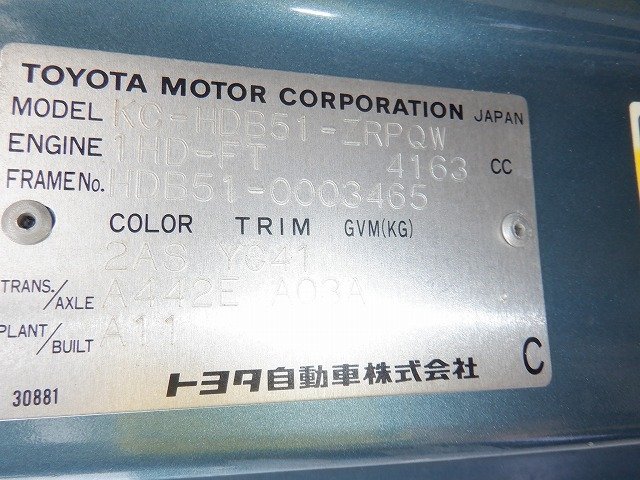 TOYOTA MOTOR CORPORATION JAPAN
MODEL KC-HDB51-ZRPQW
ENGINE 1HD-FT 4163 CC
FRAME No. HDB51-0003465
COLOR TRIM GVM(KG)
2AS YC41
TRANS./AXLE A442E A03A
PLANT/BUILT A11
トヨタ自動車株式会社 C
30881